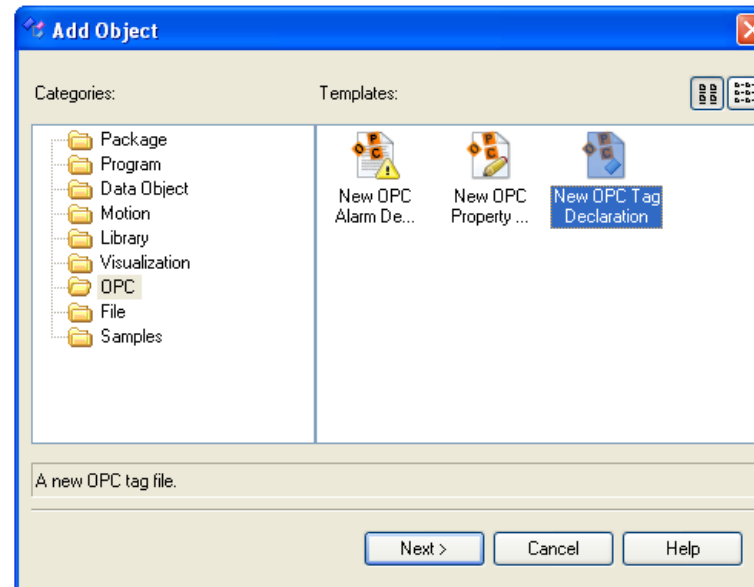 Add Object
Categories:
Templates:
Package
Program
Data Object
Motion
Library
Visualization
OPC
File
Samples
New OPC
Alarm De...
New OPC
Property ...
New OPC Tag
Declaration
A new OPC tag file.
Next >
Cancel
Help